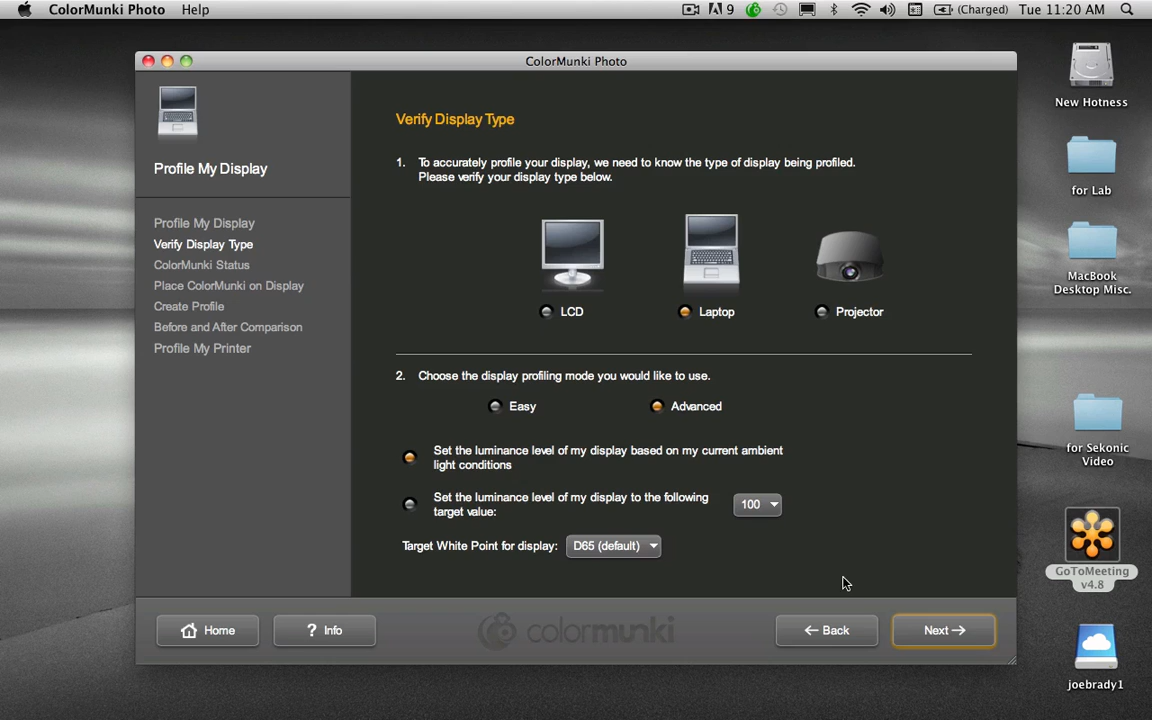 ColorMunki Photo Help 9 (Charged) Tue 11:20 AM
ColorMunki Photo
New Hotness
for Lab
MacBook
Desktop Misc.
for Sekonic
Video
GoToMeeting
v4.8
joebrady1
Profile My Display
Profile My Display
Verify Display Type
ColorMunki Status
Place ColorMunki on Display
Create Profile
Before and After Comparison
Profile My Printer
Verify Display Type
1. To accurately profile your display, we need to know the type of display being profiled.
Please verify your display type below.
LCD Laptop Projector
2. Choose the display profiling mode you would like to use.
Easy Advanced
Set the luminance level of my display based on my current ambient
light conditions
Set the luminance level of my display to the following
target value: 100
Target White Point for display: D65 (default)
Home ? Info colormunki ← Back Next →